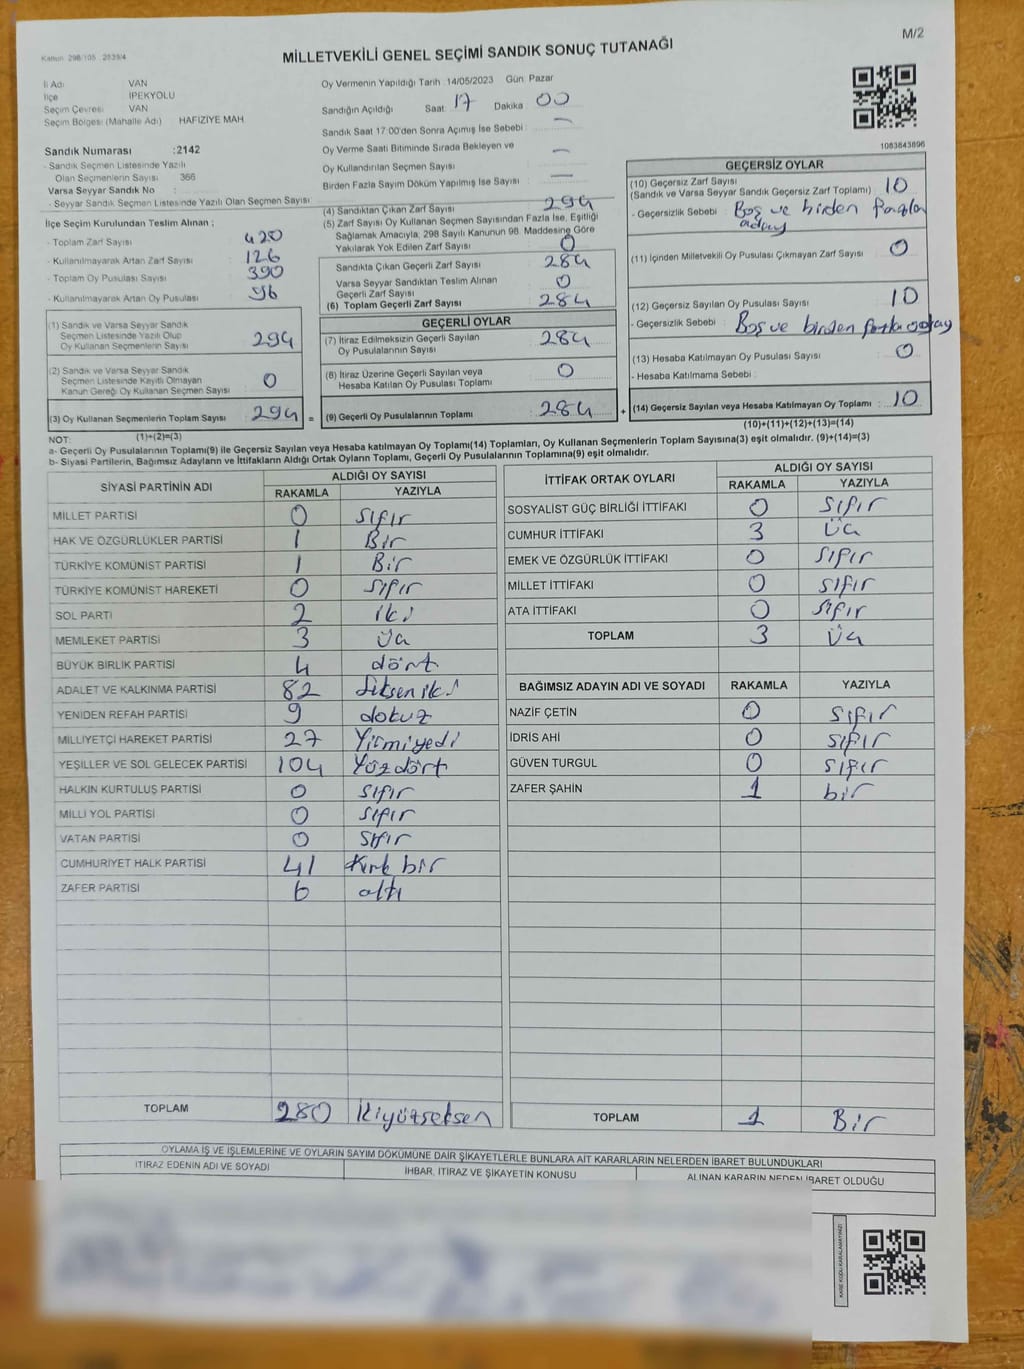 M/2
Kanun 298/105 2839/4
MİLLETVEKİLİ GENEL SEÇİMİ SANDIK SONUÇ TUTANAĞI
İl Adı VAN
İlçe İPEKYOLU
Seçim Çevresi VAN
Seçim Bölgesi (Mahalle Adı) HAFIZIYE MAH
Sandık Numarası :2142
- Sandık Seçmen Listesinde Yazılı
Olan Seçmenlerin Sayısı 366
Varsa Seyyar Sandık No :
- Seyyar Sandık Seçmen Listesinde Yazılı Olan Seçmen Sayısı
Oy Vermenin Yapıldığı Tarih 14/05/2023 Gün Pazar
Sandığın Açıldığı Saat: 17 Dakika 00
Sandık Saat 17:00'den Sonra Açımış İse Sebebi : —
Oy Verme Saati Bitiminde Sırada Bekleyen ve
Oy Kullandırılan Seçmen Sayısı : —
Birden Fazla Sayım Döküm Yapılmış İse Sayısı : —
1083843896
İlçe Seçim Kurulundan Teslim Alınan ;
- Toplam Zarf Sayısı 420
- Kullanılmayarak Artan Zarf Sayısı 126
- Toplam Oy Pusulası Sayısı 390
- Kullanılmayarak Artan Oy Pusulası 96
(1) Sandık ve Varsa Seyyar Sandık
Seçmen Listesinde Yazılı Olup
Oy Kullanan Seçmenlerin Sayısı 294
(2) Sandık ve Varsa Seyyar Sandık
Seçmen Listesinde Kayıtlı Olmayan
Kanun Gereği Oy Kullanan Seçmen Sayısı 0
(3) Oy Kullanan Seçmenlerin Toplam Sayısı 294 =
(1)+(2)=(3)
(4) Sandıktan Çıkan Zarf Sayısı 294
(5) Zarf Sayısı Oy Kullanan Seçmen Sayısından Fazla İse, Eşitliği
Sağlamak Amacıyla, 298 Sayılı Kanunun 98. Maddesine Göre
Yakılarak Yok Edilen Zarf Sayısı 0
Sandıkta Çıkan Geçerli Zarf Sayısı 284
Varsa Seyyar Sandıktan Teslim Alınan
Geçerli Zarf Sayısı 0
(6) Toplam Geçerli Zarf Sayısı 284
GEÇERLİ OYLAR
(7) İtiraz Edilmeksizin Geçerli Sayılan
Oy Pusulalarının Sayısı 284
(8) İtiraz Üzerine Geçerli Sayılan veya
Hesaba Katılan Oy Pusulası Toplamı 0
(9) Geçerli Oy Pusulalarının Toplamı 284 +
GEÇERSİZ OYLAR
(10) Geçersiz Zarf Sayısı
(Sandık ve Varsa Seyyar Sandık Geçersiz Zarf Toplamı) 10
- Geçersizlik Sebebi : Boş ve birden fazla
aday
(11) İçinden Milletvekili Oy Pusulası Çıkmayan Zarf Sayısı 0
(12) Geçersiz Sayılan Oy Pusulası Sayısı 10
- Geçersizlik Sebebi : Boş ve birden fazla aday
(13) Hesaba Katılmayan Oy Pusulası Sayısı 0
- Hesaba Katılmama Sebebi :
(14) Geçersiz Sayılan veya Hesaba Katılmayan Oy Toplamı : 10
(10)+(11)+(12)+(13)=(14)
NOT:
a- Geçerli Oy Pusulalarının Toplamı(9) ile Geçersiz Sayılan veya Hesaba katılmayan Oy Toplamı(14) Toplamları, Oy Kullanan Seçmenlerin Toplam Sayısına(3) eşit olmalıdır. (9)+(14)=(3)
b- Siyasi Partilerin, Bağımsız Adayların ve İttifakların Aldığı Ortak Oyların Toplamı, Geçerli Oy Pusulalarının Toplamına(9) eşit olmalıdır.
SİYASİ PARTİNİN ADI ALDIĞI OY SAYISI
RAKAMLA YAZIYLA
MİLLET PARTİSİ 0 sıfır
HAK VE ÖZGÜRLÜKLER PARTİSİ 1 Bir
TÜRKİYE KOMÜNİST PARTİSİ 1 Bir
TÜRKİYE KOMÜNİST HAREKETİ 0 sıfır
SOL PARTİ 2 iki
MEMLEKET PARTİSİ 3 üç
BÜYÜK BİRLİK PARTİSİ 4 dört
ADALET VE KALKINMA PARTİSİ 82 Seksen iki
YENİDEN REFAH PARTİSİ 9 dokuz
MİLLİYETÇİ HAREKET PARTİSİ 27 Yirmiyedi
YEŞİLLER VE SOL GELECEK PARTİSİ 104 Yüzdört
HALKIN KURTULUŞ PARTİSİ 0 sıfır
MİLLİ YOL PARTİSİ 0 sıfır
VATAN PARTİSİ 0 sıfır
CUMHURİYET HALK PARTİSİ 41 Kırk bir
ZAFER PARTİSİ 6 altı
TOPLAM 280 İkiyüzseksen
İTTİFAK ORTAK OYLARI ALDIĞI OY SAYISI
RAKAMLA YAZIYLA
SOSYALİST GÜÇ BİRLİĞİ İTTİFAKI 0 sıfır
CUMHUR İTTİFAKI 3 üç
EMEK VE ÖZGÜRLÜK İTTİFAKI 0 sıfır
MİLLET İTTİFAKI 0 sıfır
ATA İTTİFAKI 0 sıfır
TOPLAM 3 üç
BAĞIMSIZ ADAYIN ADI VE SOYADI RAKAMLA YAZIYLA
NAZİF ÇETİN 0 sıfır
İDRİS AHİ 0 sıfır
GÜVEN TURGUL 0 sıfır
ZAFER ŞAHİN 1 bir
TOPLAM 1 Bir
OYLAMA İŞ VE İŞLEMLERİNE VE OYLARIN SAYIM DÖKÜMÜNE DAİR ŞİKAYETLERLE BUNLARA AİT KARARLARIN NELERDEN İBARET BULUNDUKLARI
İTİRAZ EDENİN ADI VE SOYADI İHBAR, İTİRAZ VE ŞİKAYETİN KONUSU ALINAN KARARIN NEDEN İBARET OLDUĞU
KARE KODU KARALAMAYINIZ!